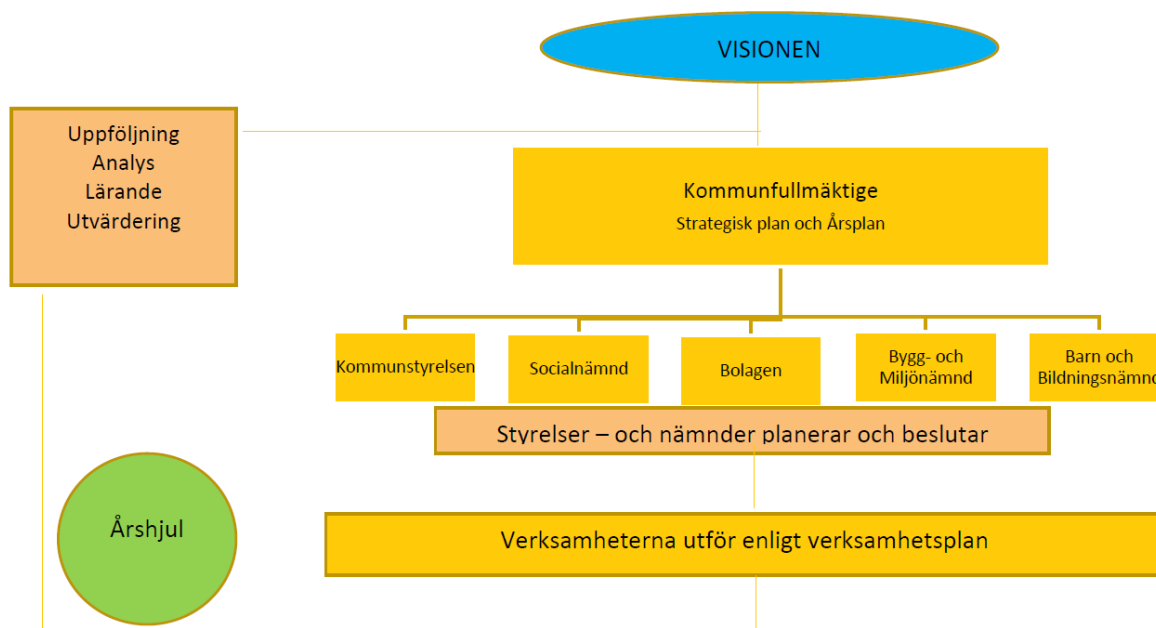 VISIONEN
Uppföljning
Analys
Lärande
Utvärdering
Kommunfullmäktige
Strategisk plan och Årsplan
Kommunstyrelsen
Socialnämnd
Bolagen
Bygg- och
Miljönämnd
Barn och
Bildningsnämnd
Styrelser – och nämnder planerar och beslutar
Årshjul
Verksamheterna utför enligt verksamhetsplan